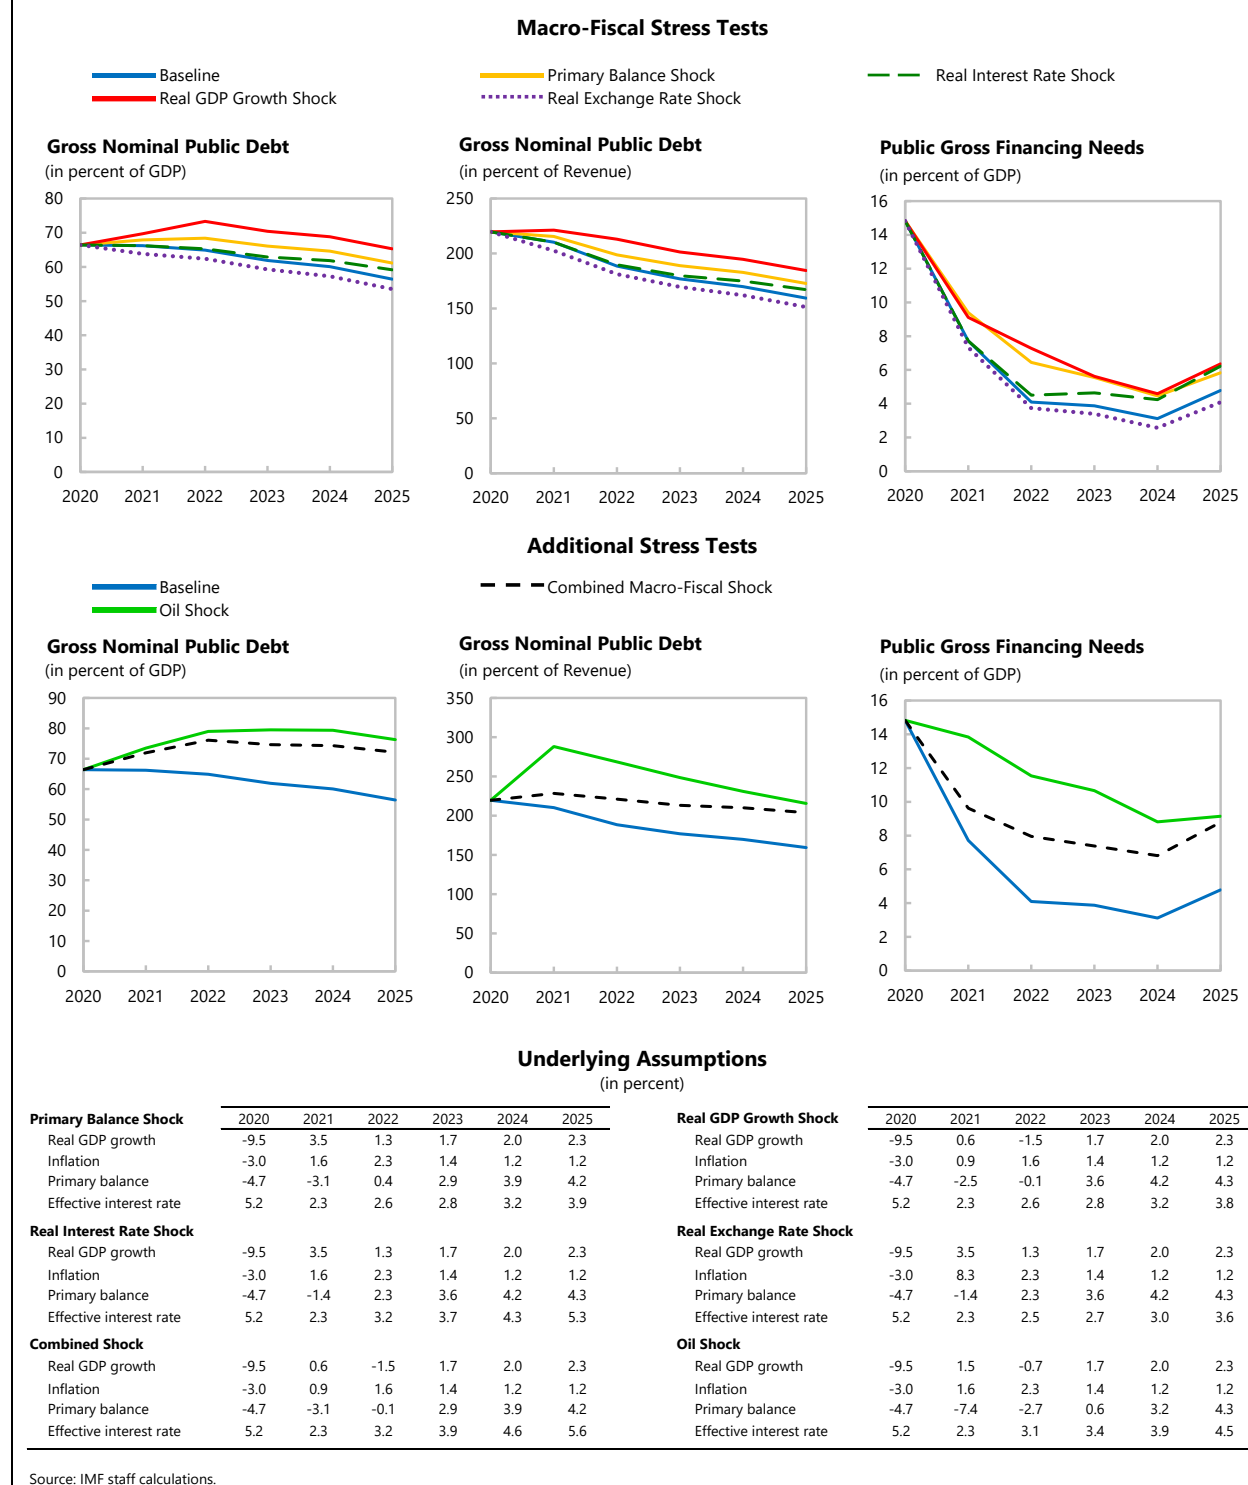 Macro-Fiscal Stress Tests
Baseline
Primary Balance Shock
Real Interest Rate Shock
Real GDP Growth Shock
Real Exchange Rate Shock
Gross Nominal Public Debt
(in percent of GDP)
80
70
60
50
40
30
20
10
0
2020 2021 2022 2023 2024 2025
Gross Nominal Public Debt
(in percent of Revenue)
250
200
150
100
50
0
2020 2021 2022 2023 2024 2025
Public Gross Financing Needs
(in percent of GDP)
16
14
12
10
8
6
4
2
0
2020 2021 2022 2023 2024 2025
Additional Stress Tests
Baseline
Combined Macro-Fiscal Shock
Oil Shock
Gross Nominal Public Debt
(in percent of GDP)
90
80
70
60
50
40
30
20
10
0
2020 2021 2022 2023 2024 2025
Gross Nominal Public Debt
(in percent of Revenue)
350
300
250
200
150
100
50
0
2020 2021 2022 2023 2024 2025
Public Gross Financing Needs
(in percent of GDP)
16
14
12
10
8
6
4
2
0
2020 2021 2022 2023 2024 2025
Underlying Assumptions
(in percent)
Primary Balance Shock 2020 2021 2022 2023 2024 2025
Real GDP growth -9.5 3.5 1.3 1.7 2.0 2.3
Inflation -3.0 1.6 2.3 1.4 1.2 1.2
Primary balance -4.7 -3.1 0.4 2.9 3.9 4.2
Effective interest rate 5.2 2.3 2.6 2.8 3.2 3.9
Real Interest Rate Shock
Real GDP growth -9.5 3.5 1.3 1.7 2.0 2.3
Inflation -3.0 1.6 2.3 1.4 1.2 1.2
Primary balance -4.7 -1.4 2.3 3.6 4.2 4.3
Effective interest rate 5.2 2.3 3.2 3.7 4.3 5.3
Combined Shock
Real GDP growth -9.5 0.6 -1.5 1.7 2.0 2.3
Inflation -3.0 0.9 1.6 1.4 1.2 1.2
Primary balance -4.7 -3.1 -0.1 2.9 3.9 4.2
Effective interest rate 5.2 2.3 3.2 3.9 4.6 5.6
Real GDP Growth Shock 2020 2021 2022 2023 2024 2025
Real GDP growth -9.5 0.6 -1.5 1.7 2.0 2.3
Inflation -3.0 0.9 1.6 1.4 1.2 1.2
Primary balance -4.7 -2.5 -0.1 3.6 4.2 4.3
Effective interest rate 5.2 2.3 2.6 2.8 3.2 3.8
Real Exchange Rate Shock
Real GDP growth -9.5 3.5 1.3 1.7 2.0 2.3
Inflation -3.0 8.3 2.3 1.4 1.2 1.2
Primary balance -4.7 -1.4 2.3 3.6 4.2 4.3
Effective interest rate 5.2 2.3 2.5 2.7 3.0 3.6
Oil Shock
Real GDP growth -9.5 1.5 -0.7 1.7 2.0 2.3
Inflation -3.0 1.6 2.3 1.4 1.2 1.2
Primary balance -4.7 -7.4 -2.7 0.6 3.2 4.3
Effective interest rate 5.2 2.3 3.1 3.4 3.9 4.5
Source: IMF staff calculations.